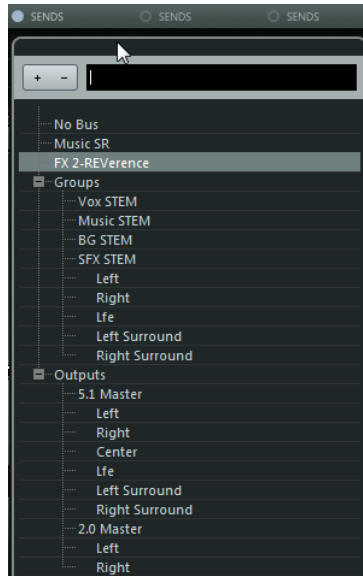 SENDS SENDS SENDS
+ -
No Bus
Music SR
FX 2-REVerence
Groups
Vox STEM
Music STEM
BG STEM
SFX STEM
Left
Right
Lfe
Left Surround
Right Surround
Outputs
5.1 Master
Left
Right
Center
Lfe
Left Surround
Right Surround
2.0 Master
Left
Right